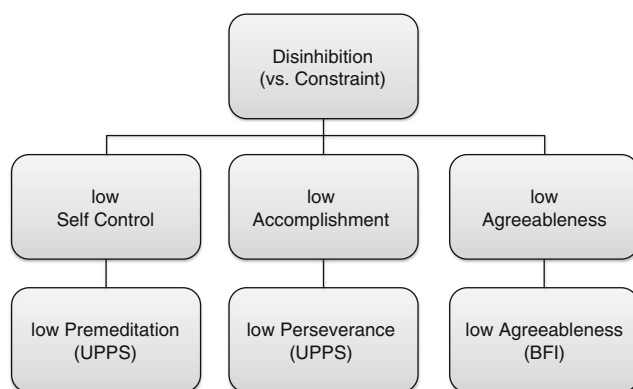 Disinhibition
(vs. Constraint)
low
Self Control
low
Accomplishment
low
Agreeableness
low Premeditation
(UPPS)
low Perseverance
(UPPS)
low Agreeableness
(BFI)